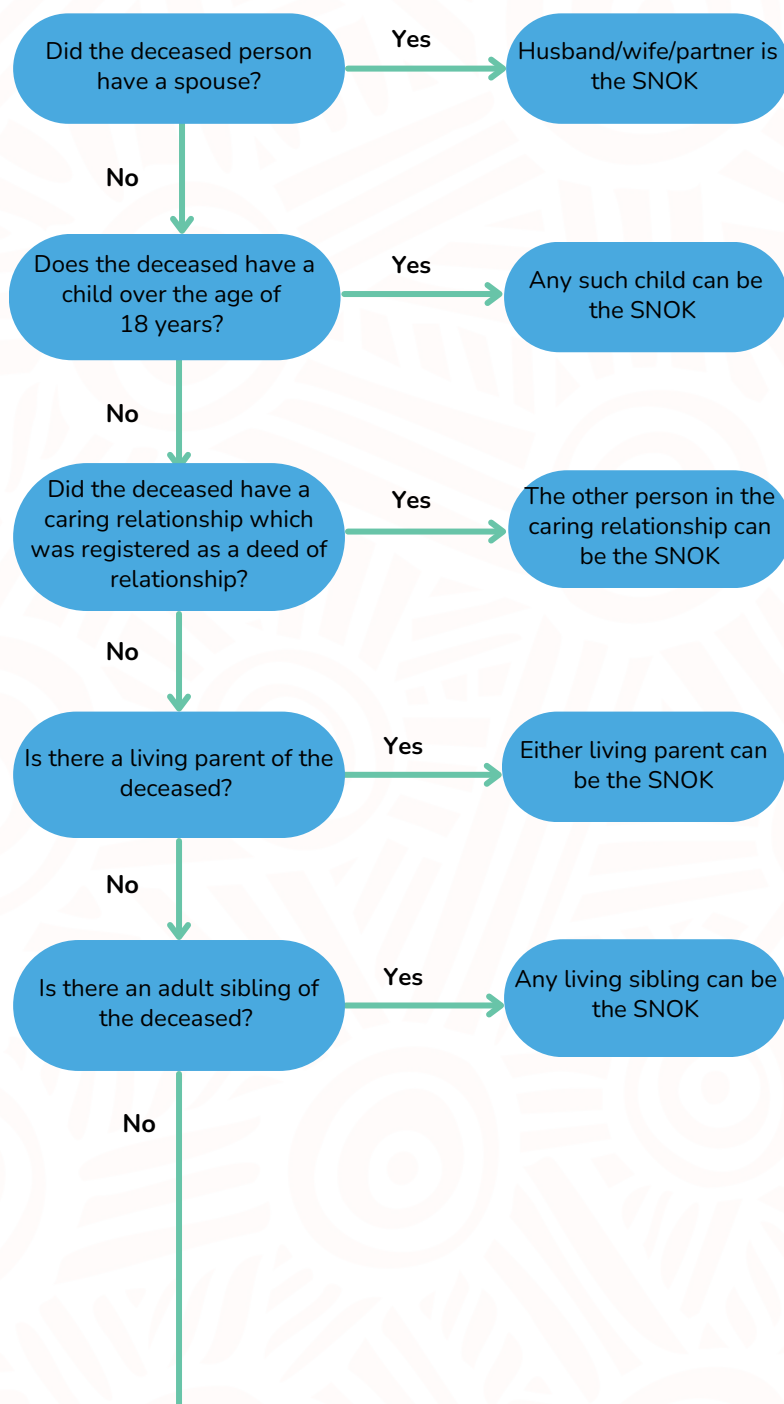 Did the deceased person
have a spouse?
Yes
Husband/wife/partner is
the SNOK
No
Does the deceased have a
child over the age of
18 years?
Yes
Any such child can be
the SNOK
No
Did the deceased have a
caring relationship which
was registered as a deed of
relationship?
Yes
The other person in the
caring relationship can
be the SNOK
No
Is there a living parent of the
deceased?
Yes
Either living parent can
be the SNOK
No
Is there an adult sibling of
the deceased?
Yes
Any living sibling can be
the SNOK
No